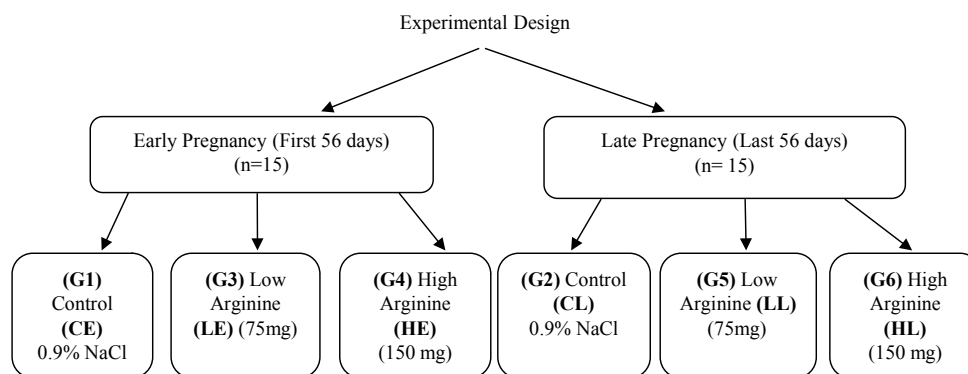 Experimental Design
Early Pregnancy (First 56 days)
(n=15)
Late Pregnancy (Last 56 days)
(n= 15)
(G1)
Control
(CE)
0.9% NaCl
(G3) Low
Arginine
(LE) (75mg)
(G4) High
Arginine
(HE)
(150 mg)
(G2) Control
(CL)
0.9% NaCl
(G5) Low
Arginine (LL)
(75mg)
(G6) High
Arginine
(HL)
(150 mg)